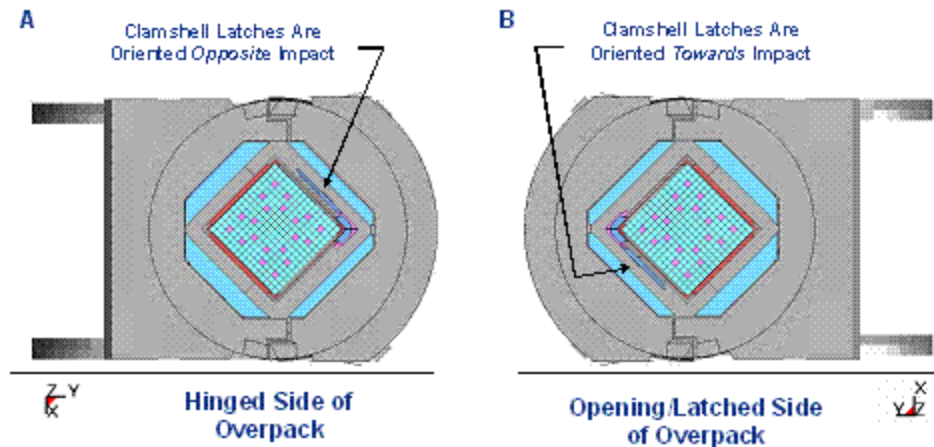 A
Clamshell Latches Are
Oriented Opposite Impact
B
Clamshell Latches Are
Oriented Towards Impact
Z Y
X
Hinged Side of
Overpack
Opening/Latched Side
of Overpack
X
Y Z